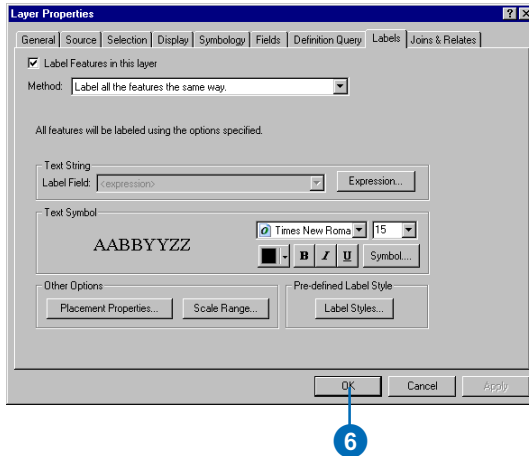 Layer Properties
General Source Selection Display Symbology Fields Definition Query Labels Joins & Relates
Label Features in this layer
Method: Label all the features the same way.
All features will be labeled using the options specified.
Text String
Label Field: <expression> Expression...
Text Symbol
AABBYYZZ
Times New Roma 15
B I U Symbol....
Other Options
Placement Properties... Scale Range...
Pre-defined Label Style
Label Styles...
OK Cancel Apply
6